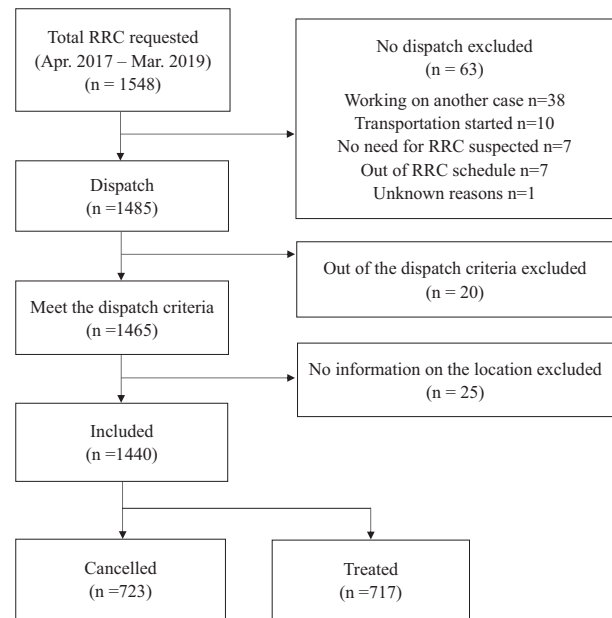 Total RRC requested
(Apr. 2017 – Mar. 2019)
(n = 1548)
No dispatch excluded
(n = 63)
Working on another case n=38
Transportation started n=10
No need for RRC suspected n=7
Out of RRC schedule n=7
Unknown reasons n=1
Dispatch
(n =1485)
Out of the dispatch criteria excluded
(n = 20)
Meet the dispatch criteria
(n =1465)
No information on the location excluded
(n = 25)
Included
(n =1440)
Cancelled
(n =723)
Treated
(n =717)